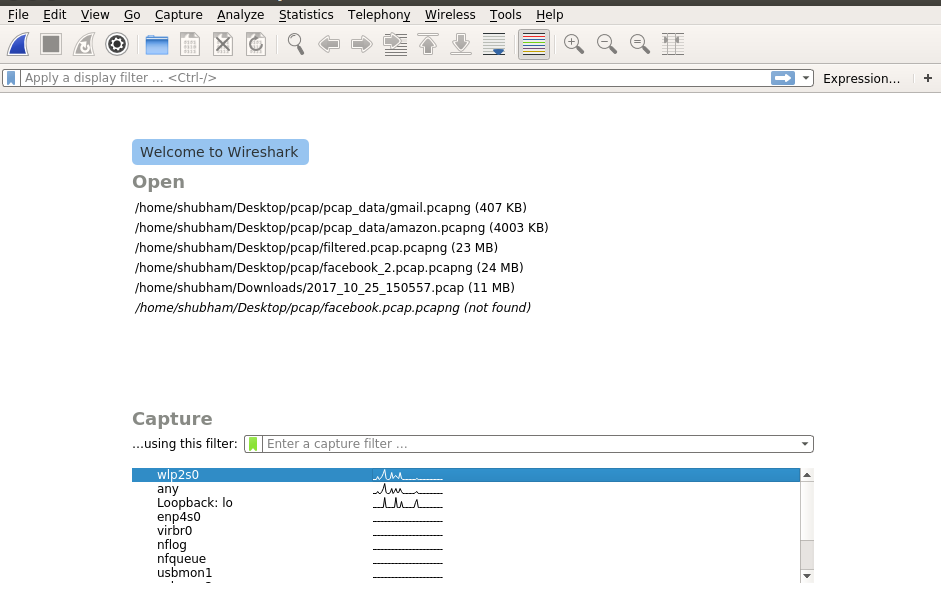 File Edit View Go Capture Analyze Statistics Telephony Wireless Tools Help
Apply a display filter ... <Ctrl-/> Expression... +
Welcome to Wireshark
Open
/home/shubham/Desktop/pcap/pcap_data/gmail.pcapng (407 KB)
/home/shubham/Desktop/pcap/pcap_data/amazon.pcapng (4003 KB)
/home/shubham/Desktop/pcap/filtered.pcap.pcapng (23 MB)
/home/shubham/Desktop/pcap/facebook_2.pcap.pcapng (24 MB)
/home/shubham/Downloads/2017_10_25_150557.pcap (11 MB)
/home/shubham/Desktop/pcap/facebook.pcap.pcapng (not found)
Capture
...using this filter: Enter a capture filter ...
wlp2s0
any
Loopback: lo
enp4s0
virbr0
nflog
nfqueue
usbmon1